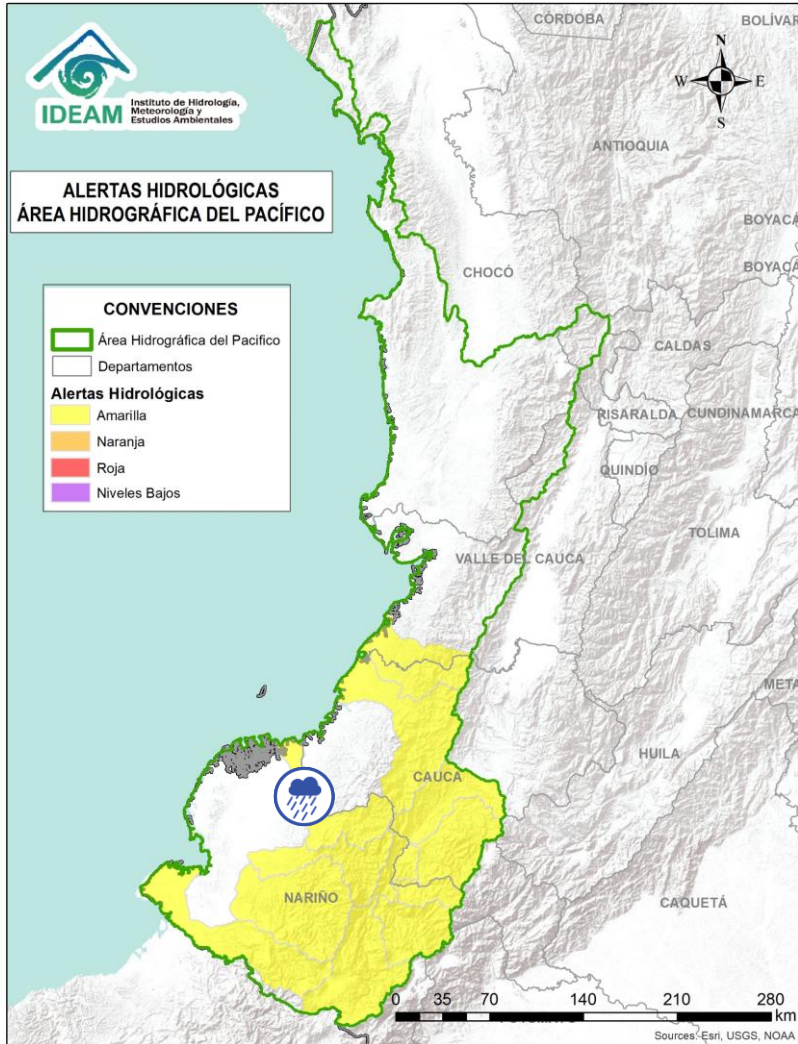 IDEAM
Instituto de Hidrología,
Meteorología y
Estudios Ambientales
ALERTAS HIDROLÓGICAS
ÁREA HIDROGRÁFICA DEL PACÍFICO
CONVENCIONES
Área Hidrográfica del Pacífico
Departamentos
Alertas Hidrológicas
Amarilla
Naranja
Roja
Niveles Bajos
CÓRDOBA
BOLÍVAR
N
W E
S
ANTIOQUIA
BOYACÁ
CHOCÓ
BOYACÁ
CALDAS
RISARALDA
CUNDINAMARCA
QUINDÍO
TOLIMA
VALLE DEL CAUCA
META
HUILA
CAUCA
NARIÑO
CAQUETÁ
0 35 70 140 210 280
km
Sources: Esri, USGS, NOAA